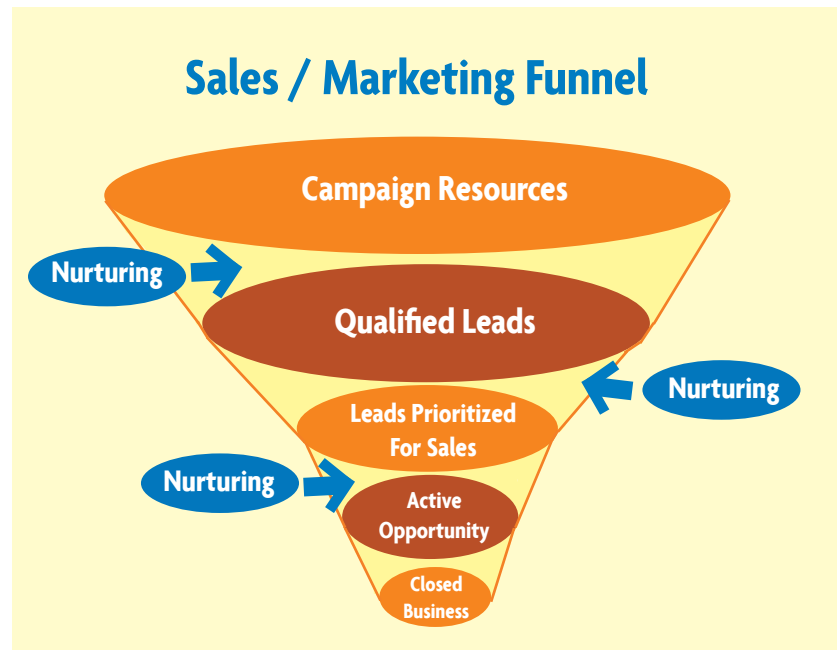 Sales / Marketing Funnel
Campaign Resources
Nurturing
Qualified Leads
Nurturing
Leads Prioritized
For Sales
Nurturing
Active
Opportunity
Closed
Business